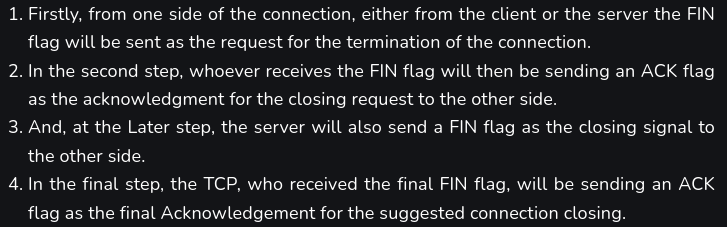 1. Firstly, from one side of the connection, either from the client or the server the FIN
flag will be sent as the request for the termination of the connection.
2. In the second step, whoever receives the FIN flag will then be sending an ACK flag
as the acknowledgment for the closing request to the other side.
3. And, at the Later step, the server will also send a FIN flag as the closing signal to
the other side.
4. In the final step, the TCP, who received the final FIN flag, will be sending an ACK
flag as the final Acknowledgement for the suggested connection closing.